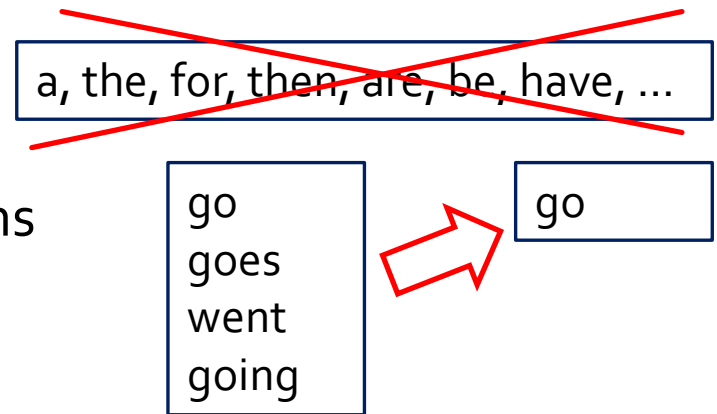 a, the, for, then, are, be, have, ...
ns
go
goes
went
going
go